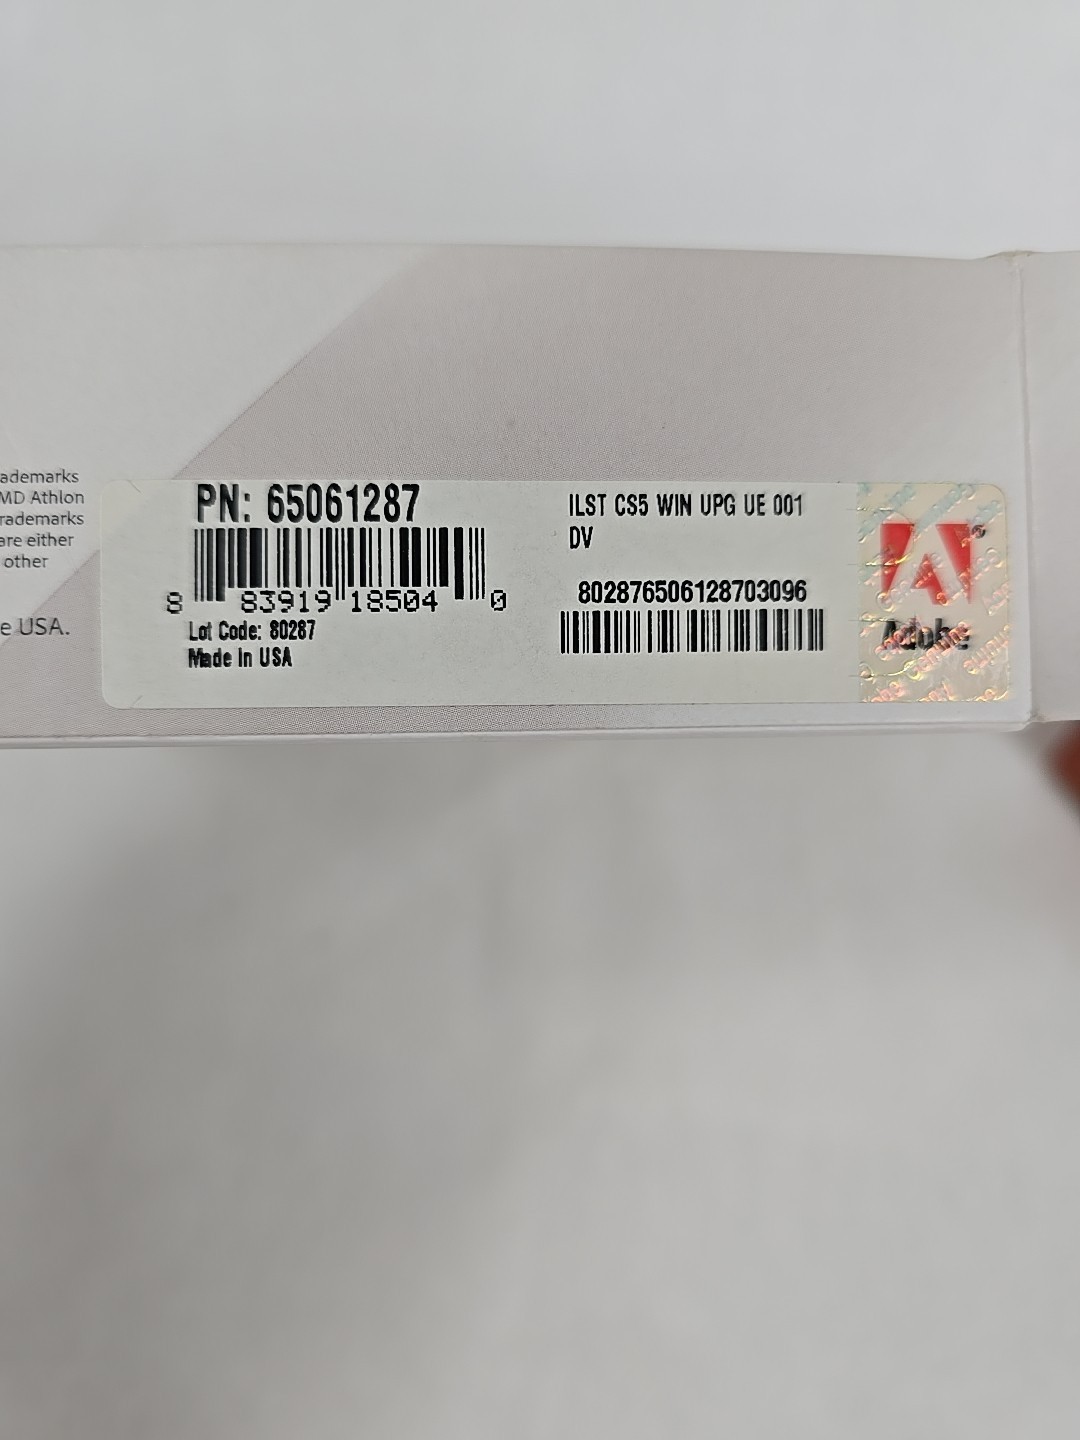 ademarks
MD Athlon
rademarks
are either
other
e USA.
PN: 65061287
8 83919 18504 0
Lot Code: 80287
Made In USA
ILST CS5 WIN UPG UE 001
DV
802876506128703096
Adobe